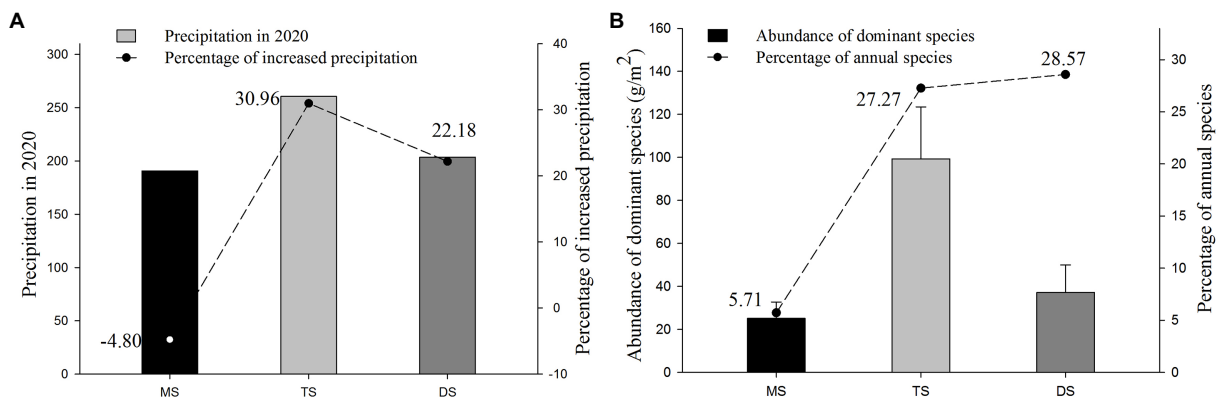 A
Precipitation in 2020
Percentage of increased precipitation
Precipitation in 2020
300
250
200
150
100
50
0
-4.80
30.96
22.18
MS
TS
DS
40
30
20
10
0
-10
Percentage of increased precipitation
B
Abundance of dominant species
Percentage of annual species
Abundance of dominant species (g/m²)
160
140
120
100
80
60
40
20
0
5.71
27.27
28.57
MS
TS
DS
30
25
20
15
10
5
0
Percentage of annual species